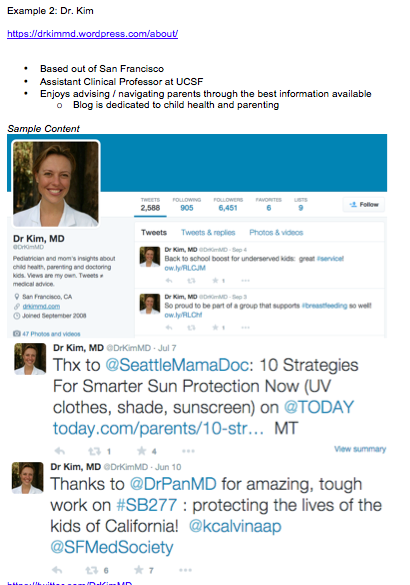 Example 2: Dr. Kim
https://drkimmd.wordpress.com/about/
• Based out of San Francisco
• Assistant Clinical Professor at UCSF
• Enjoys advising / navigating parents through the best information available
o Blog is dedicated to child health and parenting
Sample Content
TWEETS FOLLOWING FOLLOWERS FAVORITES LISTS
2,588 905 6,451 6 9
Follow
Dr Kim, MD
@DrKimMD
Pediatrician and mom's insights about
child health, parenting and doctoring
kids. Views are my own. Tweets ≠
medical advice.
San Francisco, CA
drkimmd.com
Joined September 2008
47 Photos and videos
Tweets Tweets & replies Photos & videos
Dr Kim, MD @DrKimMD · Sep 4
Back to school boost for underserved kids: great #service!
ow.ly/RLCJM
1
Dr Kim, MD @DrKimMD · Sep 3
So proud to be part of a group that supports #breastfeeding so well!
ow.ly/RLChf
Dr Kim, MD @DrKimMD · Jul 7
Thx to @SeattleMamaDoc: 10 Strategies
For Smarter Sun Protection Now (UV
clothes, shade, sunscreen) on @TODAY
today.com/parents/10-str… MT
1 4
View summary
Dr Kim, MD @DrKimMD · Jun 10
Thanks to @DrPanMD for amazing, tough
work on #SB277 : protecting the lives of the
kids of California! @kcalvinaap
@SFMedSociety
6 7
https://twitter.com/DrKimMD